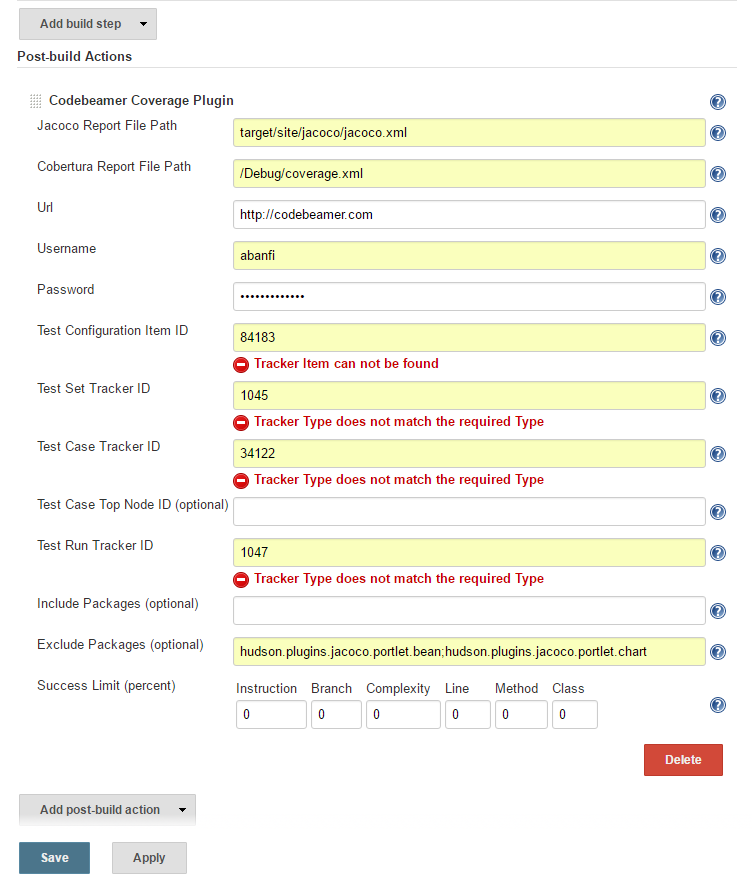 Add build step
Post-build Actions
Codebeamer Coverage Plugin
Jacoco Report File Path
target/site/jacoco/jacoco.xml
Cobertura Report File Path
/Debug/coverage.xml
Url
http://codebeamer.com
Username
abanfi
Password
•••••••••••••
Test Configuration Item ID
84183
Tracker Item can not be found
Test Set Tracker ID
1045
Tracker Type does not match the required Type
Test Case Tracker ID
34122
Tracker Type does not match the required Type
Test Case Top Node ID (optional)
Test Run Tracker ID
1047
Tracker Type does not match the required Type
Include Packages (optional)
Exclude Packages (optional)
hudson.plugins.jacoco.portlet.bean;hudson.plugins.jacoco.portlet.chart
Success Limit (percent)
Instruction Branch Complexity Line Method Class
0 0 0 0 0 0
Delete
Add post-build action
Save Apply